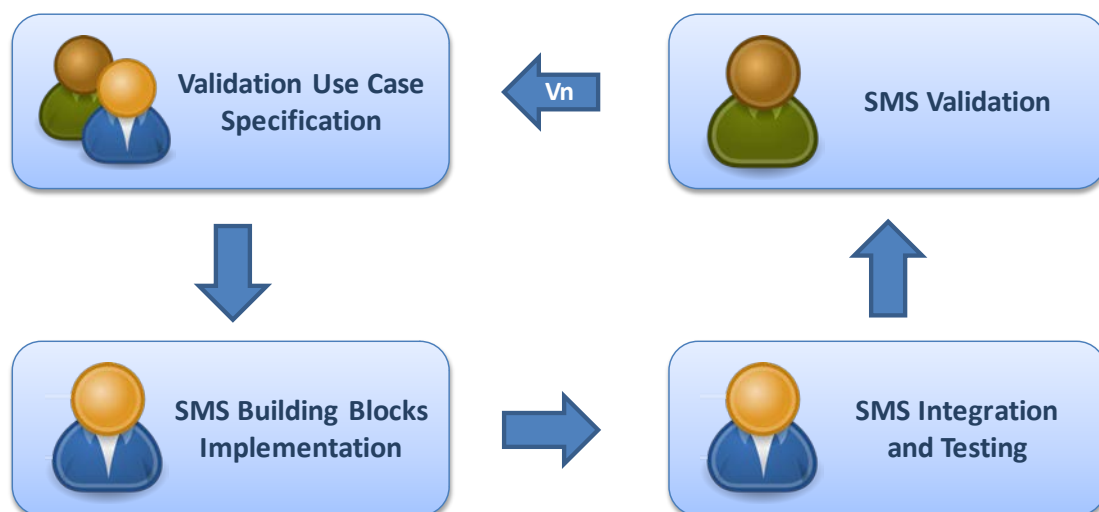 Validation Use Case
Specification
Vn
SMS Validation
SMS Building Blocks
Implementation
SMS Integration
and Testing